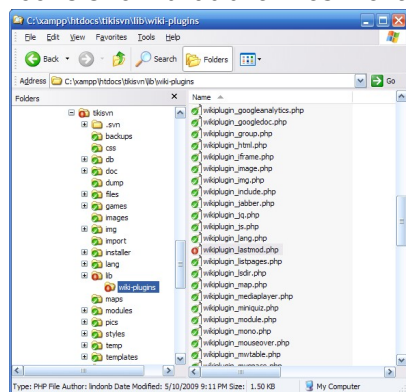 C:\xampp\htdocs\tikisvn\lib\wiki-plugins
File Edit View Favorites Tools Help
Back Search Folders
Address C:\xampp\htdocs\tikisvn\lib\wiki-plugins Go
Folders
tikisvn
.svn
backups
css
db
doc
dump
files
games
images
img
import
installer
lang
lib
wiki-plugins
maps
modules
pics
styles
temp
templates
Name
wikiplugin_googleanalytics.php
wikiplugin_googledoc.php
wikiplugin_group.php
wikiplugin_html.php
wikiplugin_iframe.php
wikiplugin_image.php
wikiplugin_img.php
wikiplugin_include.php
wikiplugin_jabber.php
wikiplugin_jq.php
wikiplugin_js.php
wikiplugin_lang.php
wikiplugin_lastmod.php
wikiplugin_listpages.php
wikiplugin_lsdir.php
wikiplugin_map.php
wikiplugin_mediaplayer.php
wikiplugin_miniquiz.php
wikiplugin_module.php
wikiplugin_mono.php
wikiplugin_mouseover.php
wikiplugin_mwtable.php
Type: PHP File Author: lindonb Date Modified: 5/10/2009 9:11 PM Size: 1.50 KB My Computer